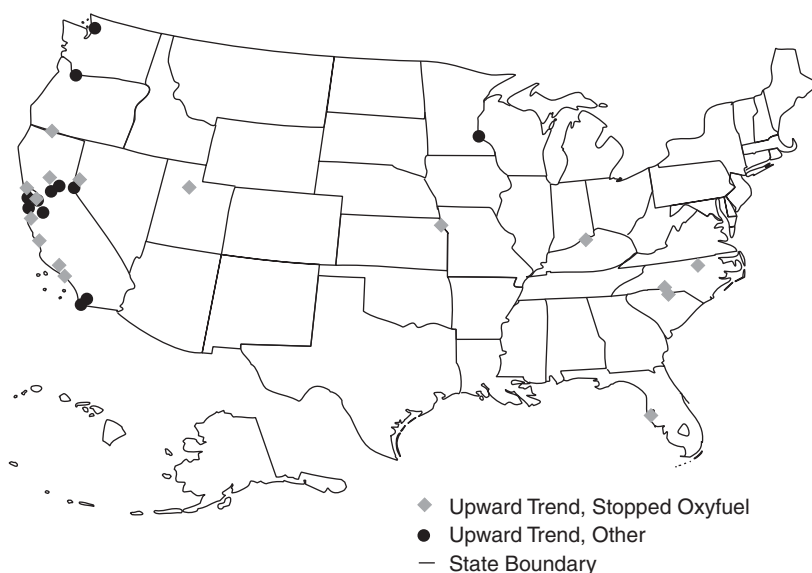 Upward Trend, Stopped Oxyfuel
Upward Trend, Other
State Boundary